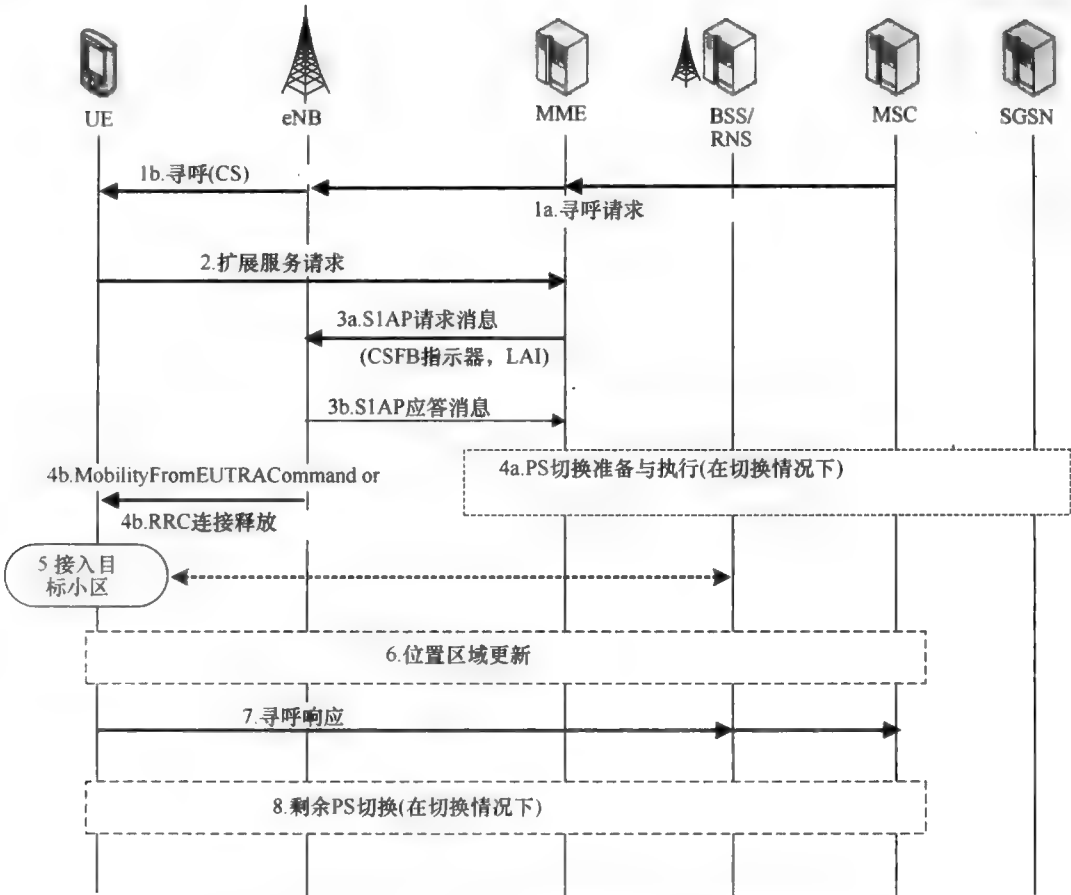 UE
eNB
MME
BSS/
RNS
MSC
SGSN
1b.寻呼(CS)
1a.寻呼请求
2.扩展服务请求
3a.S1AP请求消息
(CSFB指示器，LAI)
3b.S1AP应答消息
4a.PS切换准备与执行(在切换情况下)
4b.MobilityFromEUTRACommand or
4b.RRC连接释放
5 接入目
标小区
6.位置区域更新
7.寻呼响应
8.剩余PS切换(在切换情况下)